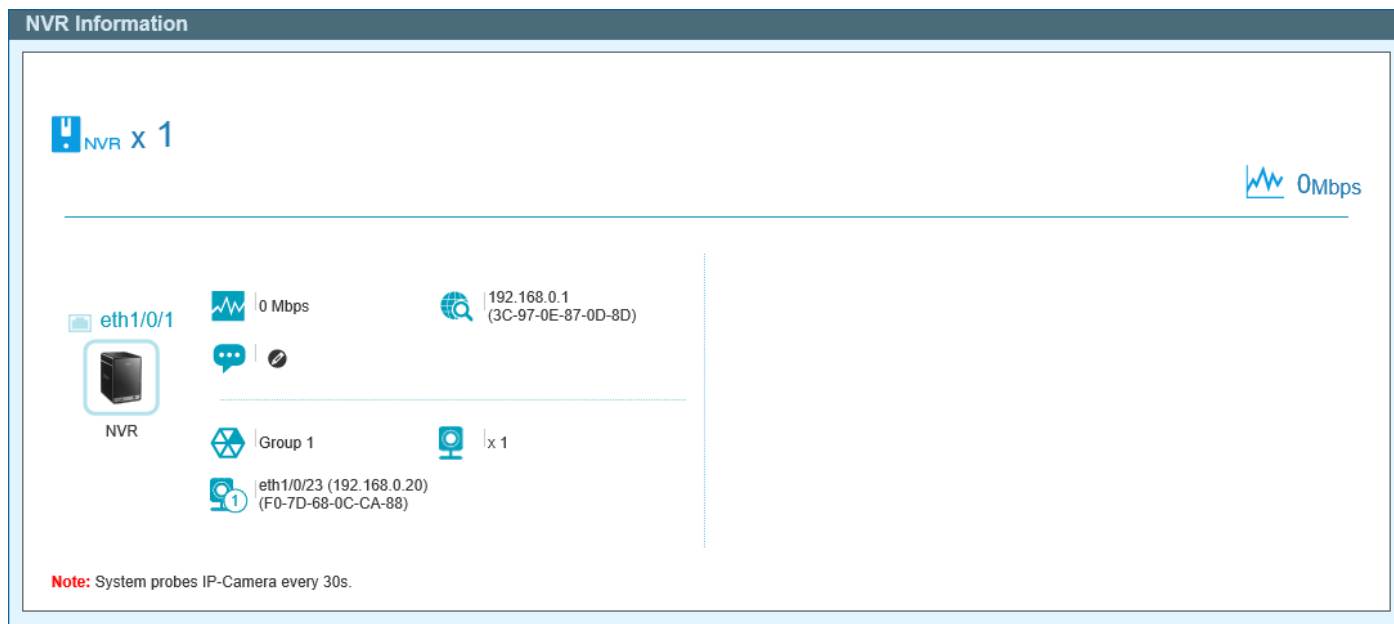 NVR Information
NVR x 1
0Mbps
eth1/0/1
NVR
0 Mbps
192.168.0.1
(3C-97-0E-87-0D-8D)
Group 1
x 1
1
eth1/0/23 (192.168.0.20)
(F0-7D-68-0C-CA-88)
Note: System probes IP-Camera every 30s.